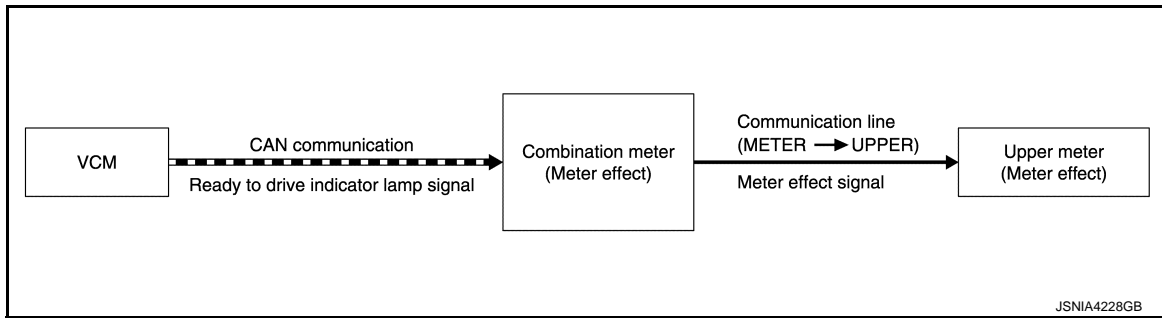 VCM
CAN communication
Ready to drive indicator lamp signal
Combination meter
(Meter effect)
Communication line
(METER → UPPER)
Meter effect signal
Upper meter
(Meter effect)
JSNIA4228GB